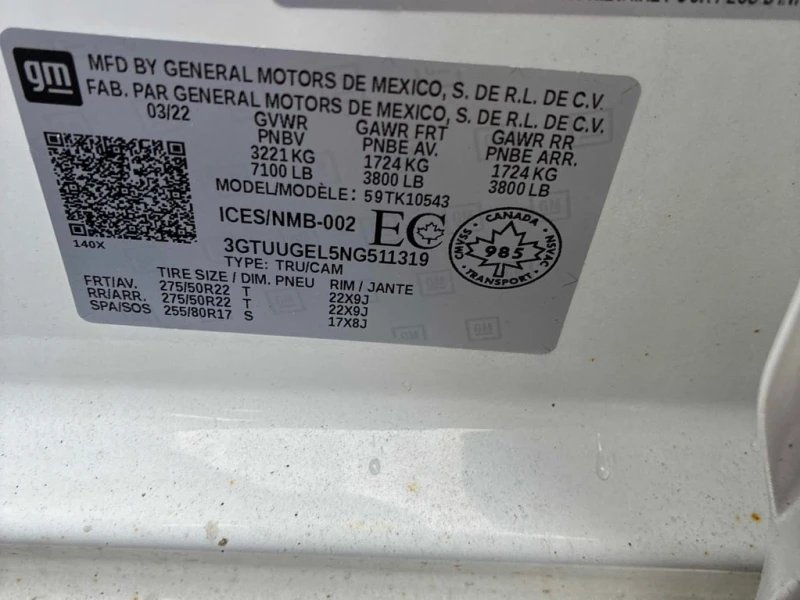 gm
MFD BY GENERAL MOTORS DE MEXICO, S. DE R.L. DE C.V.
FAB. PAR GENERAL MOTORS DE MEXICO, S. DE R.L. DE C.V.
03/22 GVWR GAWR FRT GAWR RR
PNBV PNBE AV. PNBE ARR.
3221 KG 1724 KG 1724 KG
7100 LB 3800 LB 3800 LB
MODEL/MODÈLE: 59TK10543
ICES/NMB-002 EC
CANADA
CMVSS 985 NSVAC
TRANSPORT
140X
3GTUUGEL5NG511319
TYPE: TRU/CAM
TIRE SIZE / DIM. PNEU RIM / JANTE
FRT/AV. 275/50R22 T 22X9J
RR/ARR. 275/50R22 T 22X9J
SPA/SOS 255/80R17 S 17X8J